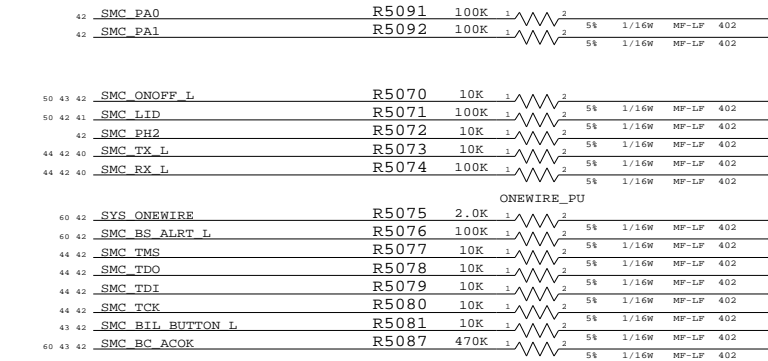 42 SMC_PA0 R5091 100K 1 2 5% 1/16W MF-LF 402
42 SMC_PA1 R5092 100K 1 2 5% 1/16W MF-LF 402
50 43 42 SMC_ONOFF_L R5070 10K 1 2 5% 1/16W MF-LF 402
50 42 41 SMC_LID R5071 100K 1 2 5% 1/16W MF-LF 402
42 SMC_PH2 R5072 10K 1 2 5% 1/16W MF-LF 402
44 42 40 SMC_TX_L R5073 10K 1 2 5% 1/16W MF-LF 402
44 42 40 SMC_RX_L R5074 100K 1 2 5% 1/16W MF-LF 402
ONEWIRE_PU
60 42 SYS_ONEWIRE R5075 2.0K 1 2 5% 1/16W MF-LF 402
60 42 SMC_BS_ALRT_L R5076 100K 1 2 5% 1/16W MF-LF 402
44 42 SMC_TMS R5077 10K 1 2 5% 1/16W MF-LF 402
44 42 SMC_TDO R5078 10K 1 2 5% 1/16W MF-LF 402
44 42 SMC_TDI R5079 10K 1 2 5% 1/16W MF-LF 402
44 42 SMC_TCK R5080 10K 1 2 5% 1/16W MF-LF 402
43 42 SMC_BIL_BUTTON_L R5081 10K 1 2 5% 1/16W MF-LF 402
60 43 42 SMC_BC_ACOK R5087 470K 1 2 5% 1/16W MF-LF 402